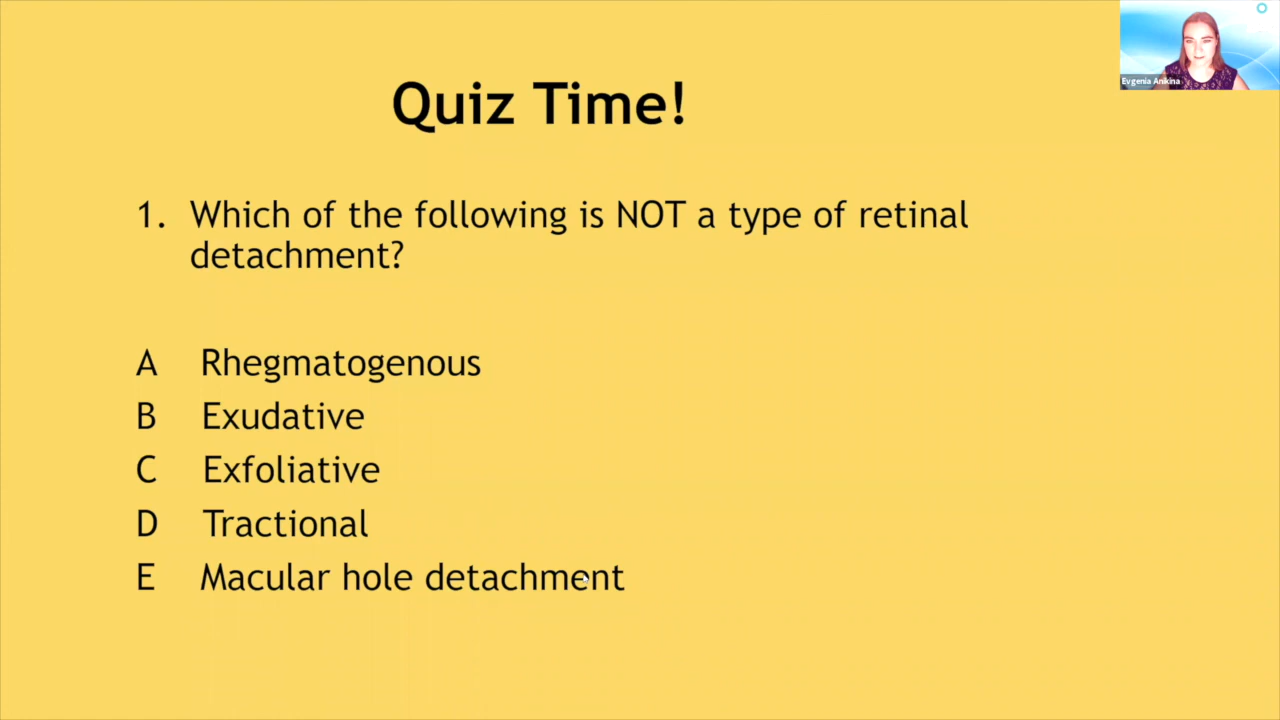 Evgenia Anikina
Quiz Time!
1. Which of the following is NOT a type of retinal
detachment?
A Rhegmatogenous
B Exudative
C Exfoliative
D Tractional
E Macular hole detachment